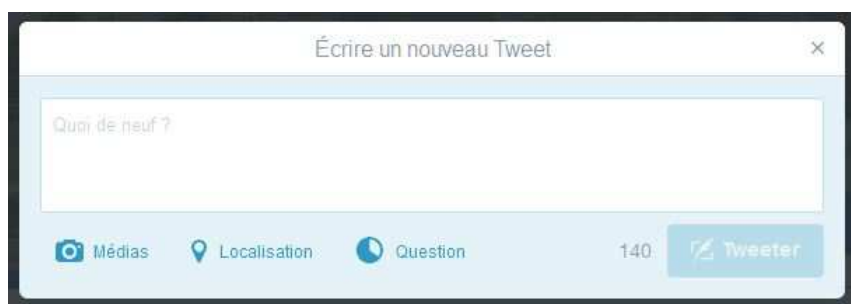 Écrire un nouveau Tweet ×
Quoi de neuf ?
Médias Localisation Question 140 Tweeter